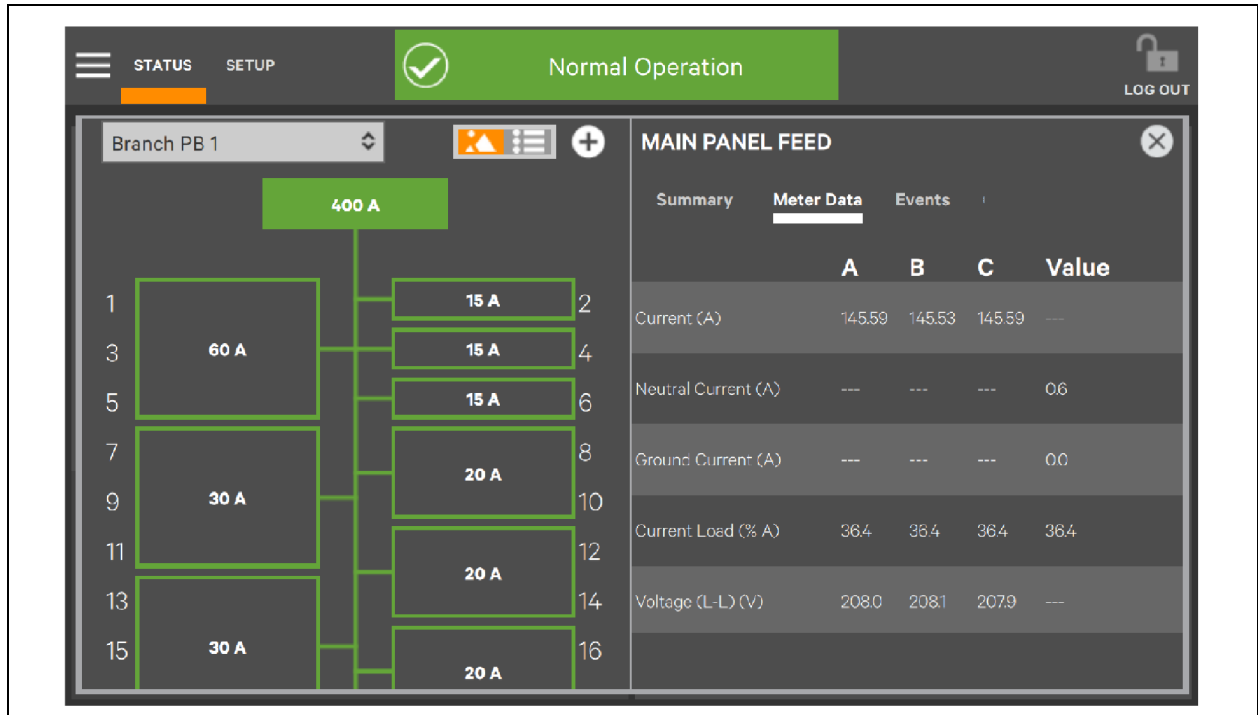 STATUS SETUP Normal Operation
LOG OUT
Branch PB 1
400 A
1 15 A 2
3 60 A 15 A 4
5 15 A 6
7 8
20 A
9 30 A 10
11 12
20 A
13 14
15 30 A 16
20 A
MAIN PANEL FEED
Summary Meter Data Events
A B C Value
Current (A) 145.59 145.53 145.59 ---
Neutral Current (A) --- --- --- 0.6
Ground Current (A) --- --- --- 0.0
Current Load (% A) 36.4 36.4 36.4 36.4
Voltage (L-L) (V) 208.0 208.1 207.9 ---